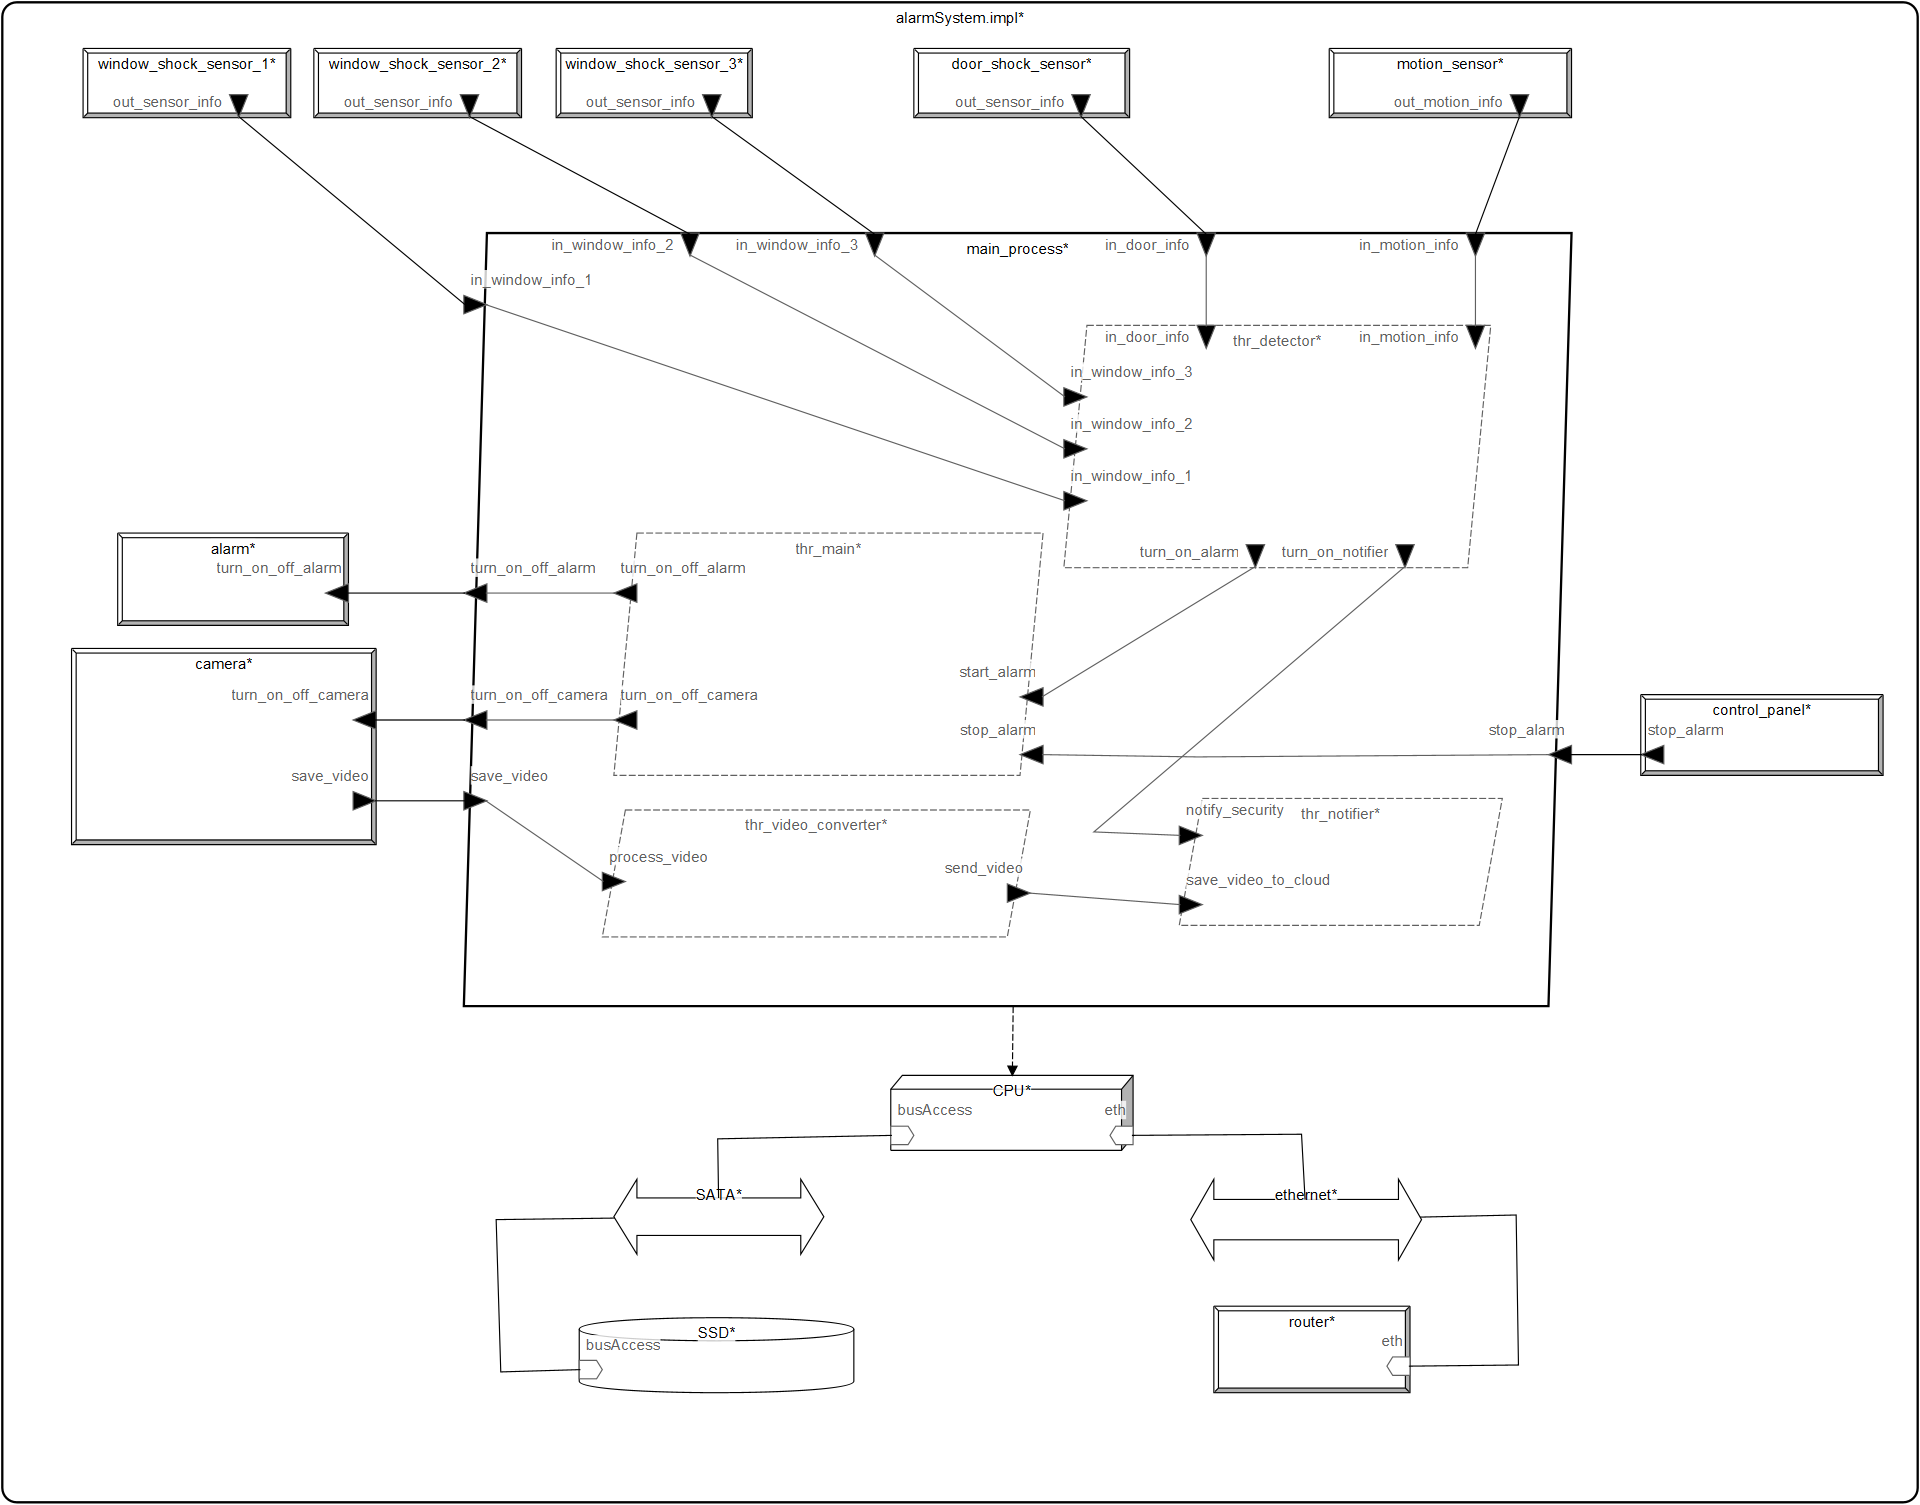 alarmSystem.impl*
window_shock_sensor_1*
out_sensor_info
window_shock_sensor_2*
out_sensor_info
window_shock_sensor_3*
out_sensor_info
door_shock_sensor*
out_sensor_info
motion_sensor*
out_motion_info
main_process*
in_window_info_2
in_window_info_3
in_door_info
in_motion_info
in_window_info_1
thr_detector*
in_door_info
in_motion_info
in_window_info_3
in_window_info_2
in_window_info_1
turn_on_alarm
turn_on_notifier
alarm*
turn_on_off_alarm
turn_on_off_alarm
thr_main*
turn_on_off_alarm
start_alarm
stop_alarm
camera*
turn_on_off_camera
turn_on_off_camera
turn_on_off_camera
save_video
save_video
stop_alarm
control_panel*
stop_alarm
thr_video_converter*
process_video
send_video
thr_notifier*
notify_security
save_video_to_cloud
CPU*
busAccess
eth
SATA*
ethernet*
SSD*
busAccess
router*
eth